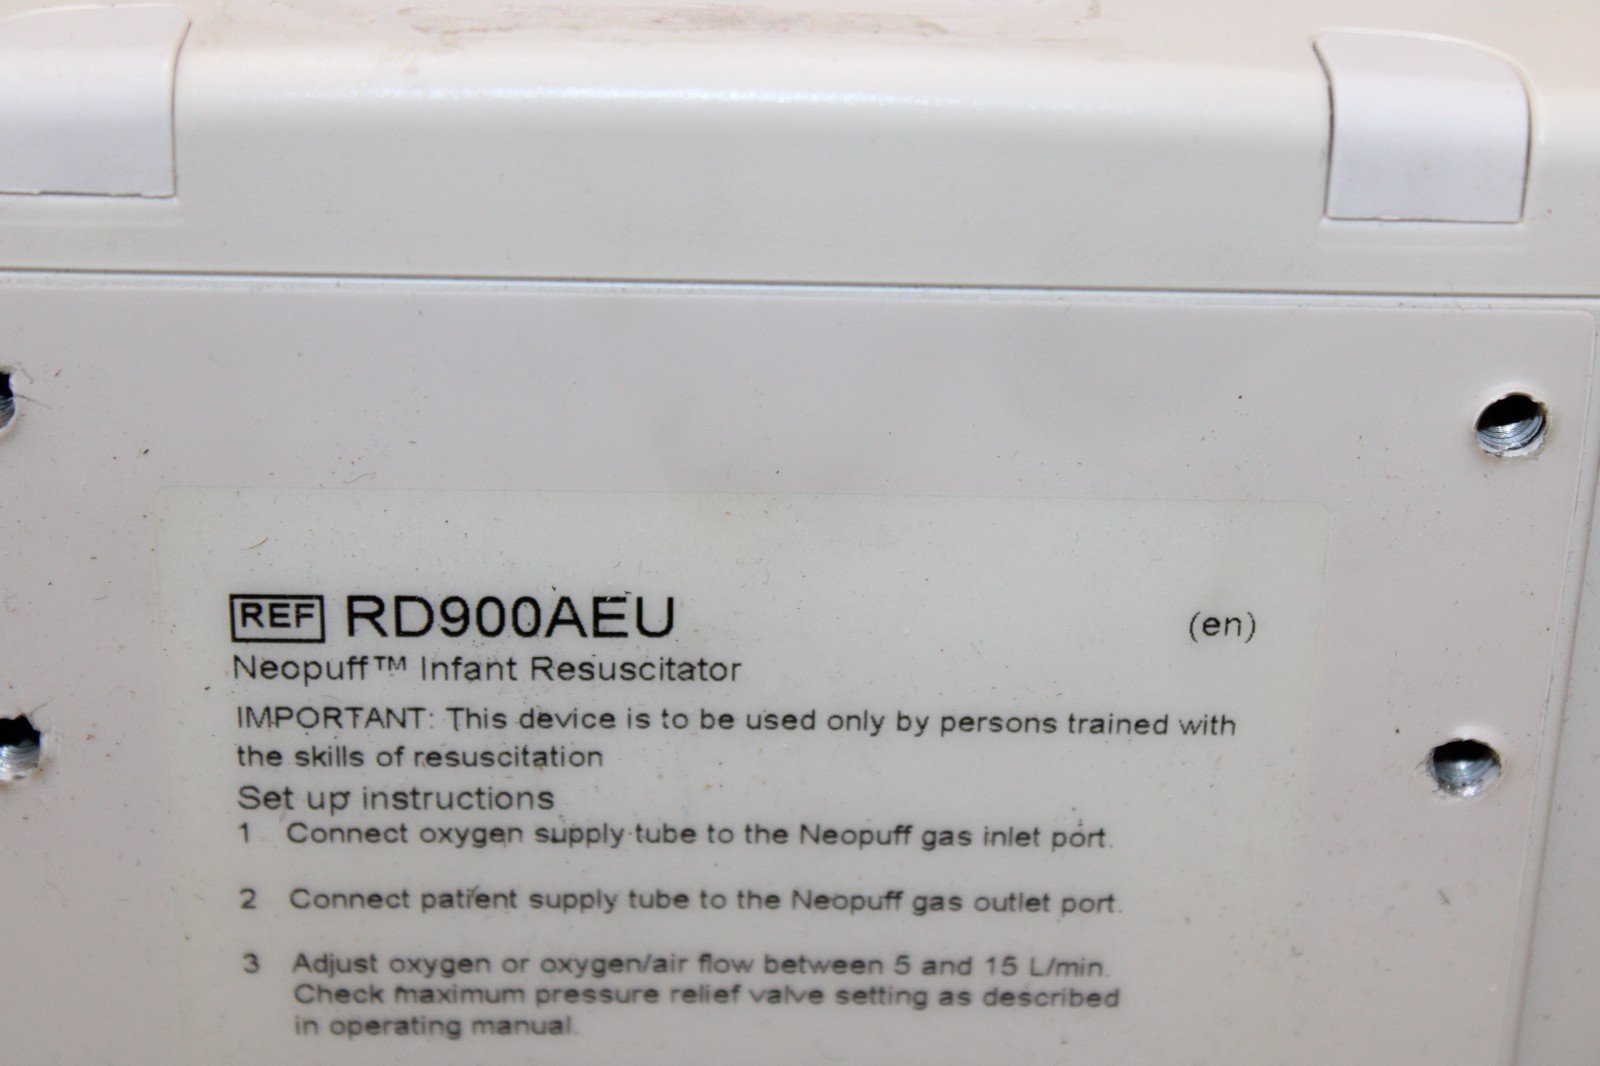 REF RD900AEU (en)
Neopuff™ Infant Resuscitator
IMPORTANT: This device is to be used only by persons trained with
the skills of resuscitation
Set up instructions
1 Connect oxygen supply tube to the Neopuff gas inlet port.
2 Connect patient supply tube to the Neopuff gas outlet port.
3 Adjust oxygen or oxygen/air flow between 5 and 15 L/min.
Check maximum pressure relief valve setting as described
in operating manual.